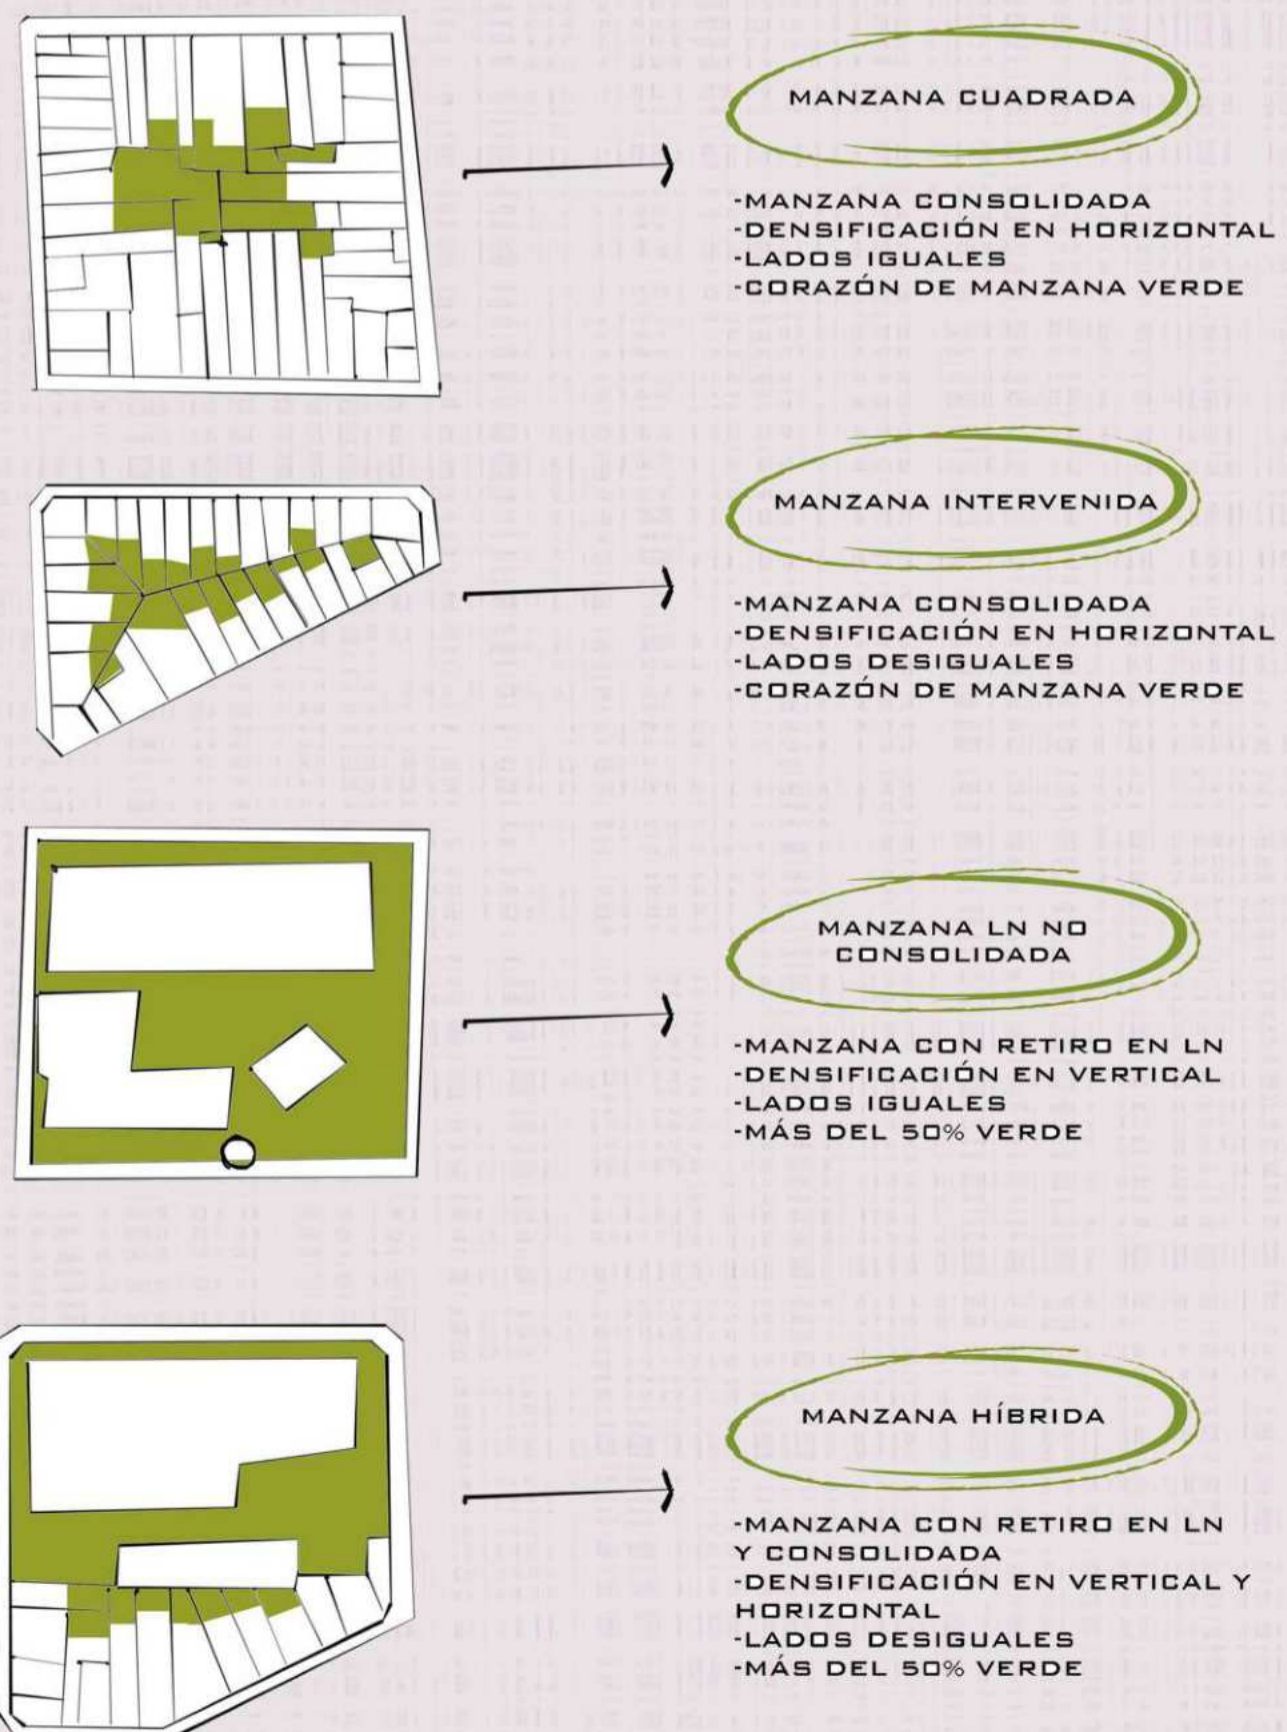 MANZANA CUADRADA
-MANZANA CONSOLIDADA
-DENSIFICACIÓN EN HORIZONTAL
-LADOS IGUALES
-CORAZÓN DE MANZANA VERDE
MANZANA INTERVENIDA
-MANZANA CONSOLIDADA
-DENSIFICACIÓN EN HORIZONTAL
-LADOS DESIGUALES
-CORAZÓN DE MANZANA VERDE
MANZANA LN NO
CONSOLIDADA
-MANZANA CON RETIRO EN LN
-DENSIFICACIÓN EN VERTICAL
-LADOS IGUALES
-MÁS DEL 50% VERDE
MANZANA HÍBRIDA
-MANZANA CON RETIRO EN LN
Y CONSOLIDADA
-DENSIFICACIÓN EN VERTICAL Y
HORIZONTAL
-LADOS DESIGUALES
-MÁS DEL 50% VERDE